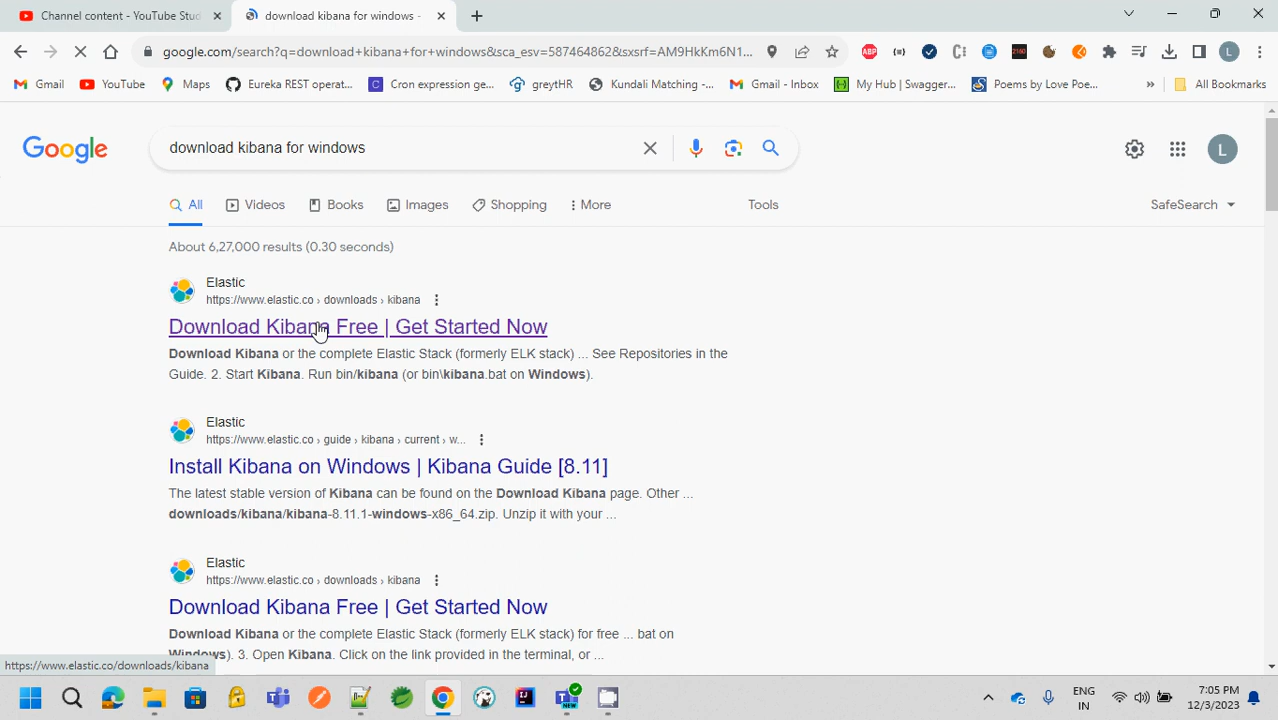 Channel content - YouTube Stud
download kibana for windows -
google.com/search?q=download+kibana+for+windows&sca_esv=587464862&sxsrf=AM9HkKm6N1...
ABP
2160
L
Gmail
YouTube
Maps
Eureka REST operat...
Cron expression ge...
greytHR
Kundali Matching -...
Gmail - Inbox
My Hub | Swagger...
Poems by Love Poe...
»
All Bookmarks
Google
download kibana for windows
L
All
Videos
Books
Images
Shopping
More
Tools
SafeSearch
About 6,27,000 results (0.30 seconds)
Elastic
https://www.elastic.co › downloads › kibana
Download Kibana Free | Get Started Now
Download Kibana or the complete Elastic Stack (formerly ELK stack) ... See Repositories in the
Guide. 2. Start Kibana. Run bin/kibana (or bin\kibana.bat on Windows).
Elastic
https://www.elastic.co › guide › kibana › current › w...
Install Kibana on Windows | Kibana Guide [8.11]
The latest stable version of Kibana can be found on the Download Kibana page. Other ...
downloads/kibana/kibana-8.11.1-windows-x86_64.zip. Unzip it with your ...
Elastic
https://www.elastic.co › downloads › kibana
Download Kibana Free | Get Started Now
Download Kibana or the complete Elastic Stack (formerly ELK stack) for free ... bat on
Windows). 3. Open Kibana. Click on the link provided in the terminal, or ...
https://www.elastic.co/downloads/kibana
NEW
ENG
IN
7:05 PM
12/3/2023